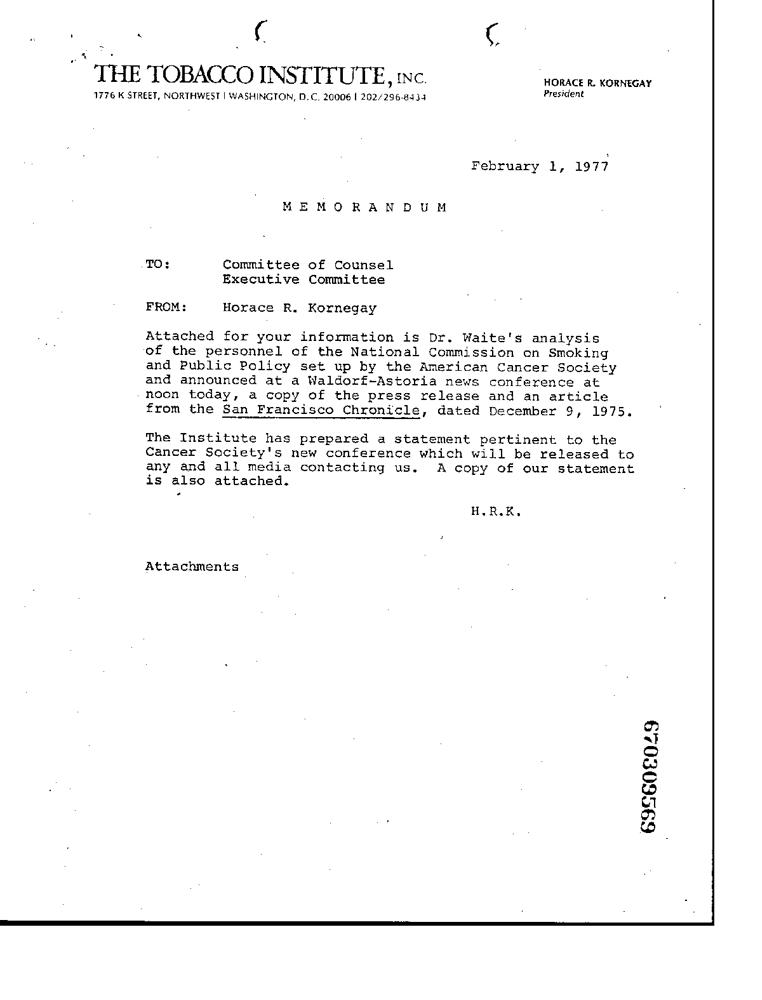 THE TOBACCO INSTITUTE, INC.
1776 K STREET, NORTHWEST | WASHINGTON, D.C. 20006 | 202/296-8434
HORACE R. KORNEGAY
President
February 1, 1977
M E M O R A N D U M
TO: Committee of Counsel
Executive Committee
FROM: Horace R. Kornegay
Attached for your information is Dr. Waite's analysis
of the personnel of the National Commission on Smoking
and Public Policy set up by the American Cancer Society
and announced at a Waldorf-Astoria news conference at
noon today, a copy of the press release and an article
from the San Francisco Chronicle, dated December 9, 1975.
The Institute has prepared a statement pertinent to the
Cancer Society's new conference which will be released to
any and all media contacting us. A copy of our statement
is also attached.
H.R.K.
Attachments
670309569